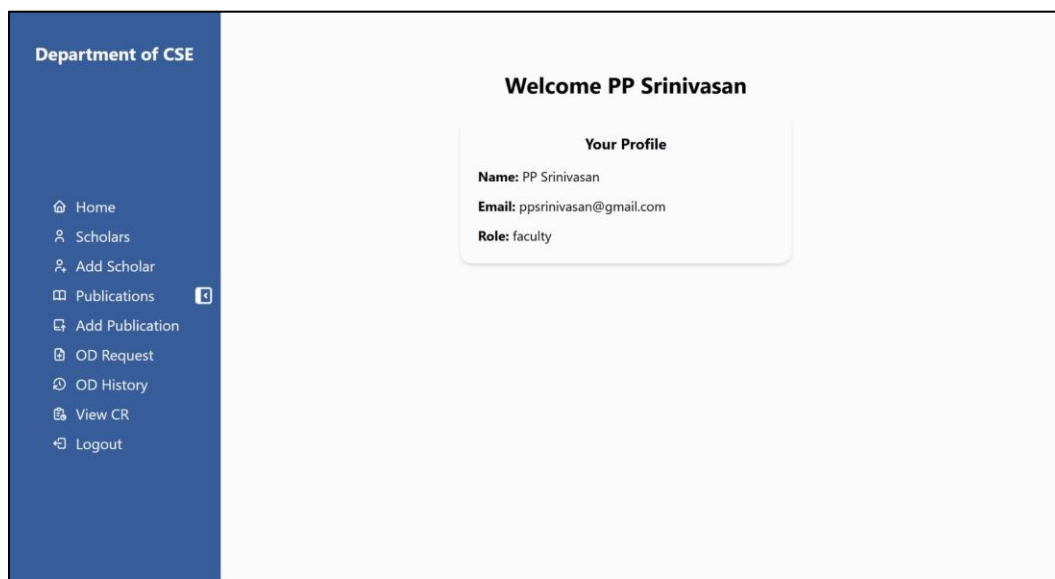 Department of CSE
Home
Scholars
Add Scholar
Publications
Add Publication
OD Request
OD History
View CR
Logout
Welcome PP Srinivasan
Your Profile
Name: PP Srinivasan
Email: ppsrinivasan@gmail.com
Role: faculty